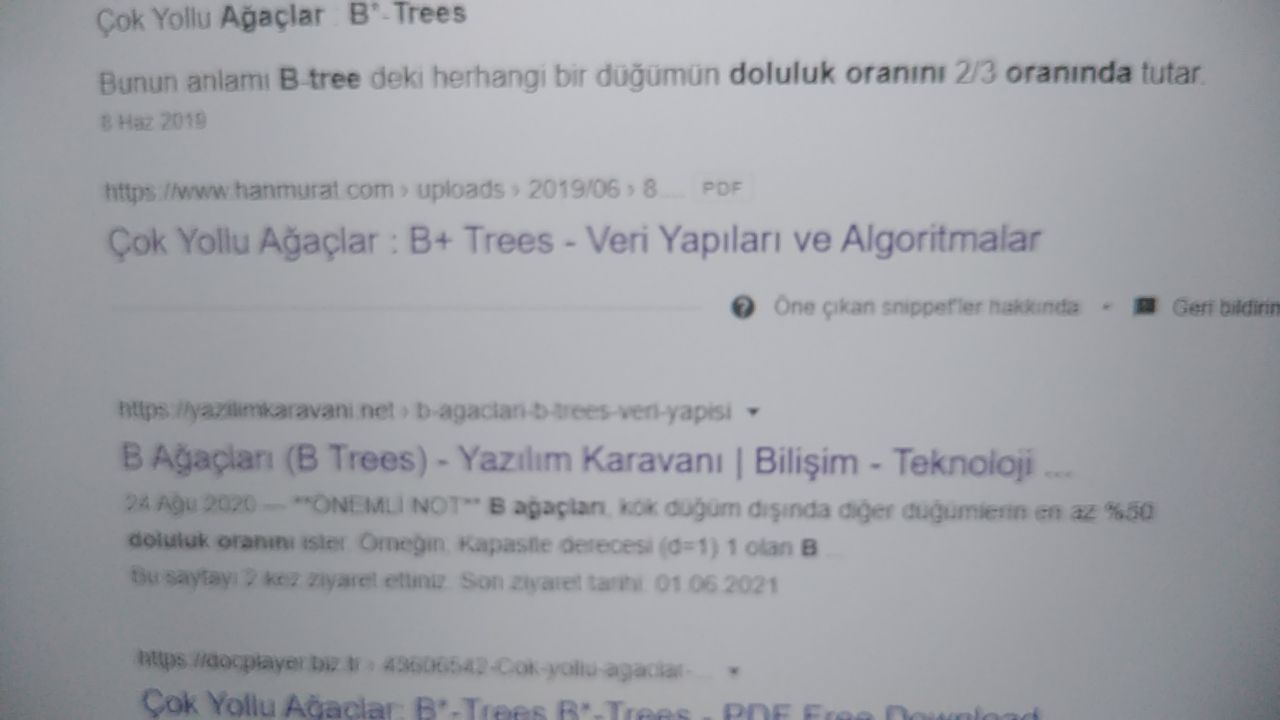 Çok Yollu Ağaçlar : B*-Trees
Bunun anlamı B-tree deki herhangi bir düğümün doluluk oranını 2/3 oranında tutar.
8 Haz 2019
https://www.hanmurat.com › uploads › 2019/06 › 8 ... PDF
Çok Yollu Ağaçlar : B+ Trees - Veri Yapıları ve Algoritmalar
Öne çıkan snippet'ler hakkında • Geri bildirim
https://yazilimkaravani.net › b-agaclari-b-trees-veri-yapisi
B Ağaçları (B Trees) - Yazılım Karavanı | Bilişim - Teknoloji ...
24 Ağu 2020 — **ÖNEMLİ NOT** B ağaçları, kök düğüm dışında diğer düğümlerin en az %50
doluluk oranını ister. Örneğin, Kapasite derecesi (d=1) 1 olan B ...
Bu sayfayı 2 kez ziyaret ettiniz. Son ziyaret tarihi: 01.06.2021
https://docplayer.biz.tr › 43606542-Cok-yollu-agaclar-...
Çok Yollu Ağaçlar: B*-Trees B*-Trees - PDF Free Download